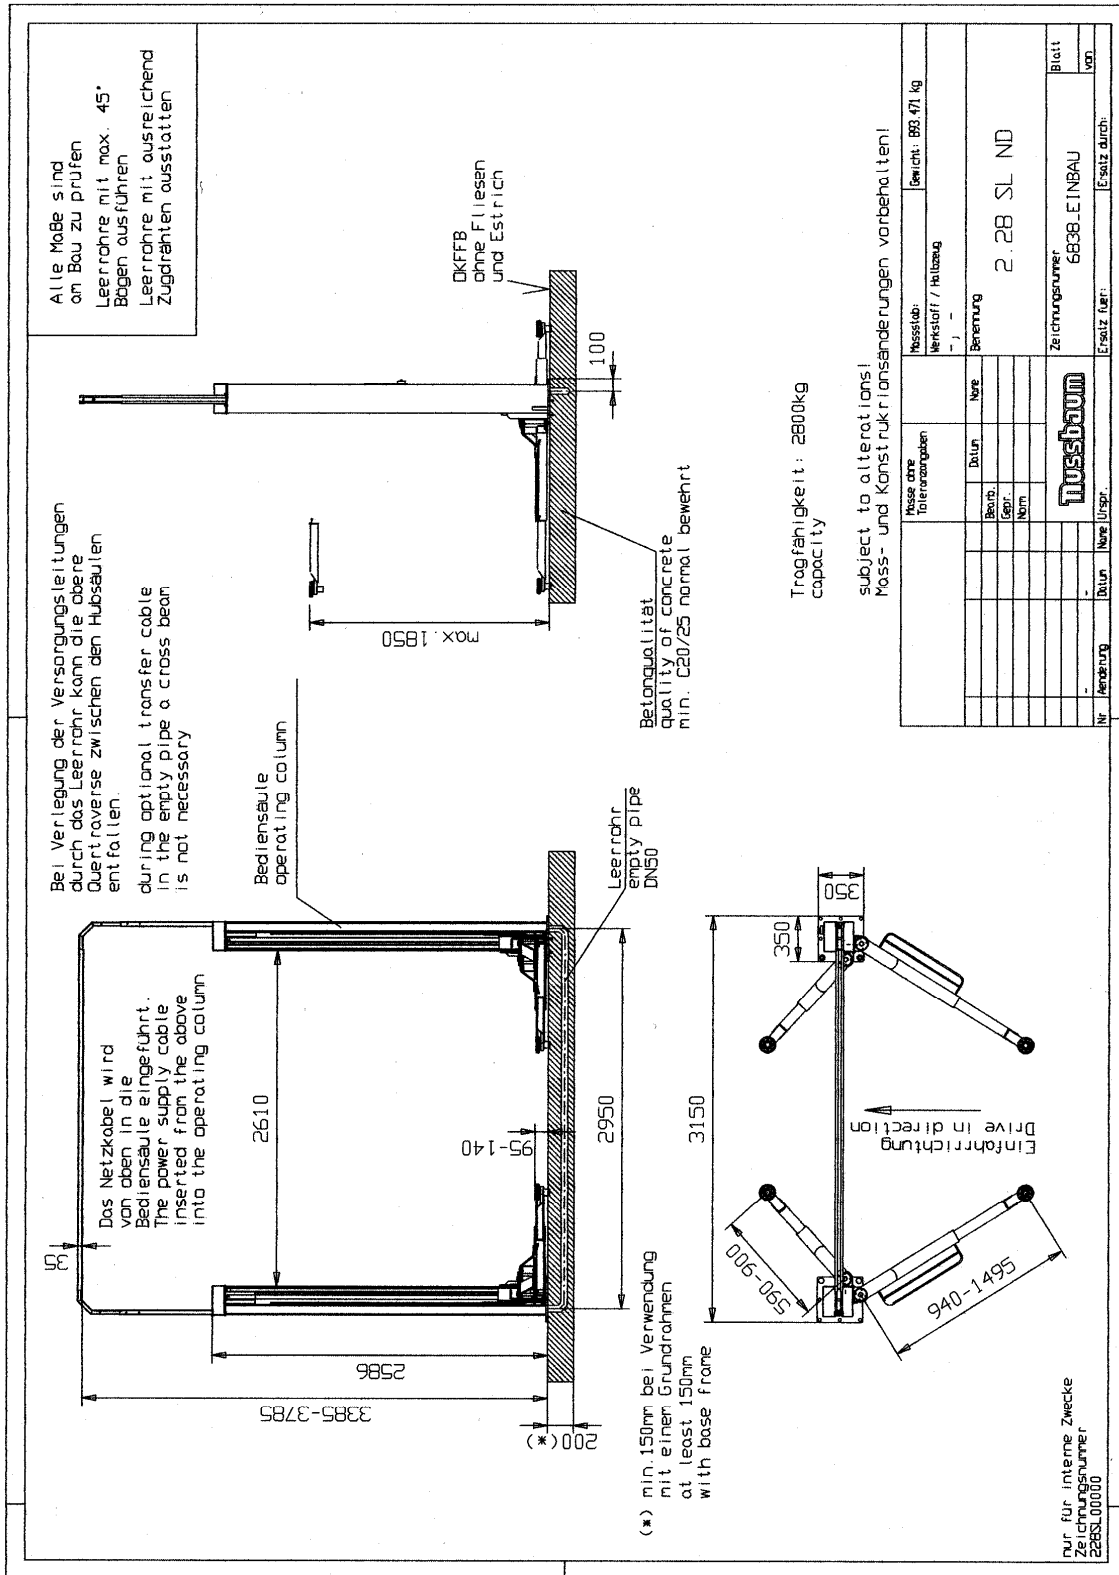 Alle Maße sind
am Bau zu prüfen
Leerrohre mit max. 45°
Bögen ausführen
Leerrohre mit ausreichend
Zugdrähten ausstatten
Bei Verlegung der Versorgungsleitungen
durch das Leerrohr kann die obere
Quertraverse zwischen den Hubsäulen
entfallen.
during optional transfer cable
in the empty pipe a cross beam
is not necessary
Das Netzkabel wird
von oben in die
Bediensäule eingeführt.
The power supply cable
inserted from the above
into the operating column
Bediensäule
operating column
35
2610
95-140
2586
3385-3785
200(*)
2950
Leerrohr
empty pipe
DN50
max. 1850
OKFFB
ohne Fliesen
und Estrich
100
Betonqualität
quality of concrete
min. C20/25 normal bewehrt
(*) min.150mm bei Verwendung
mit einem Grundrahmen
at least 150mm
with base frame
3150
350
350
590-900
940-1495
Einfahrrichtung
Drive in direction
Tragfähigkeit: 2800kg
capacity
subject to alterations!
Mass- und Konstrukrionsänderungen vorbehalten!
Masse ohne
Toleranzangaben
Massstab:
Gewicht: 893.471 kg
Werkstoff / Halbzeug
- , -
Datum
Name
Benennung
Bearb.
Gepr.
Norm
2.28 SL ND
Nussbaum
Zeichnungsnummer
6838_EINBAU
Blatt
von
- -
Nr Aenderung Datum Name Urspr.
Ersatz fuer:
Ersatz durch:
nur für interne Zwecke
Zeichnungsnummer
228SL00000